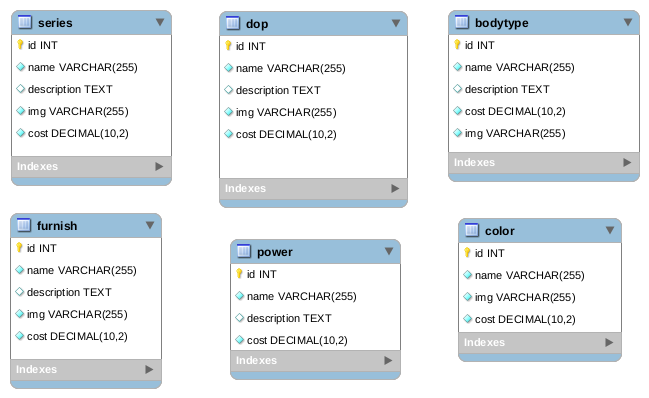 series
id INT
name VARCHAR(255)
description TEXT
img VARCHAR(255)
cost DECIMAL(10,2)
Indexes
dop
id INT
name VARCHAR(255)
description TEXT
img VARCHAR(255)
cost DECIMAL(10,2)
Indexes
bodytype
id INT
name VARCHAR(255)
description TEXT
cost DECIMAL(10,2)
img VARCHAR(255)
Indexes
furnish
id INT
name VARCHAR(255)
description TEXT
img VARCHAR(255)
cost DECIMAL(10,2)
Indexes
power
id INT
name VARCHAR(255)
description TEXT
cost DECIMAL(10,2)
Indexes
color
id INT
name VARCHAR(255)
img VARCHAR(255)
cost DECIMAL(10,2)
Indexes